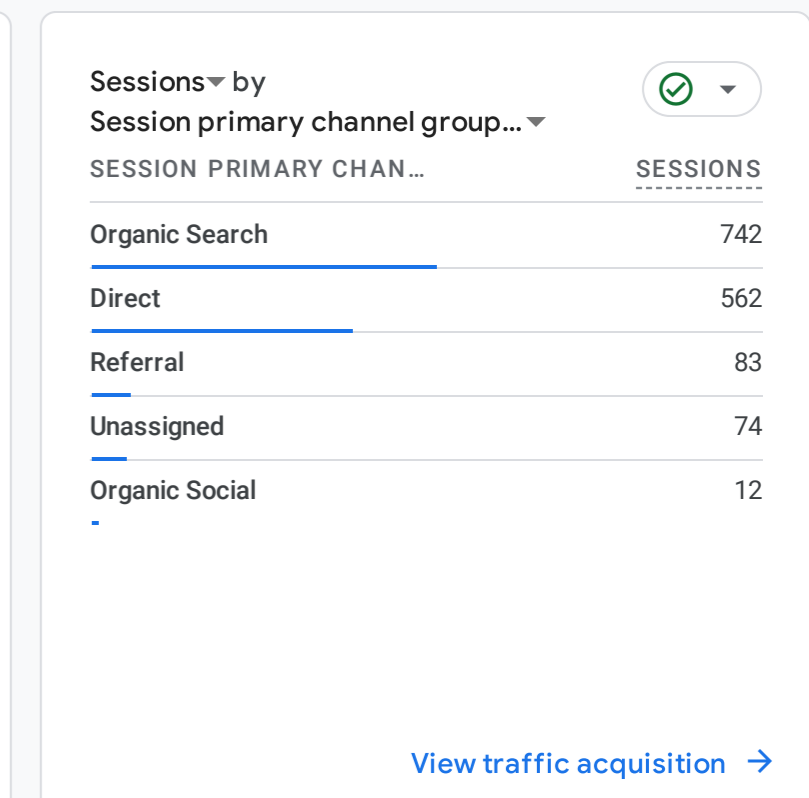 Sessions by
Session primary channel group...
SESSION PRIMARY CHAN...
SESSIONS
Organic Search 742
Direct 562
Referral 83
Unassigned 74
Organic Social 12
View traffic acquisition